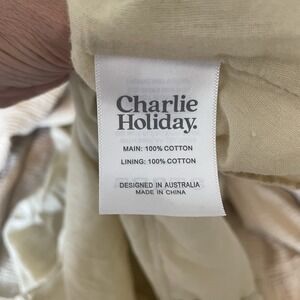 Charlie
Holiday.
MAIN: 100% COTTON
LINING: 100% COTTON
DESIGNED IN AUSTRALIA
MADE IN CHINA